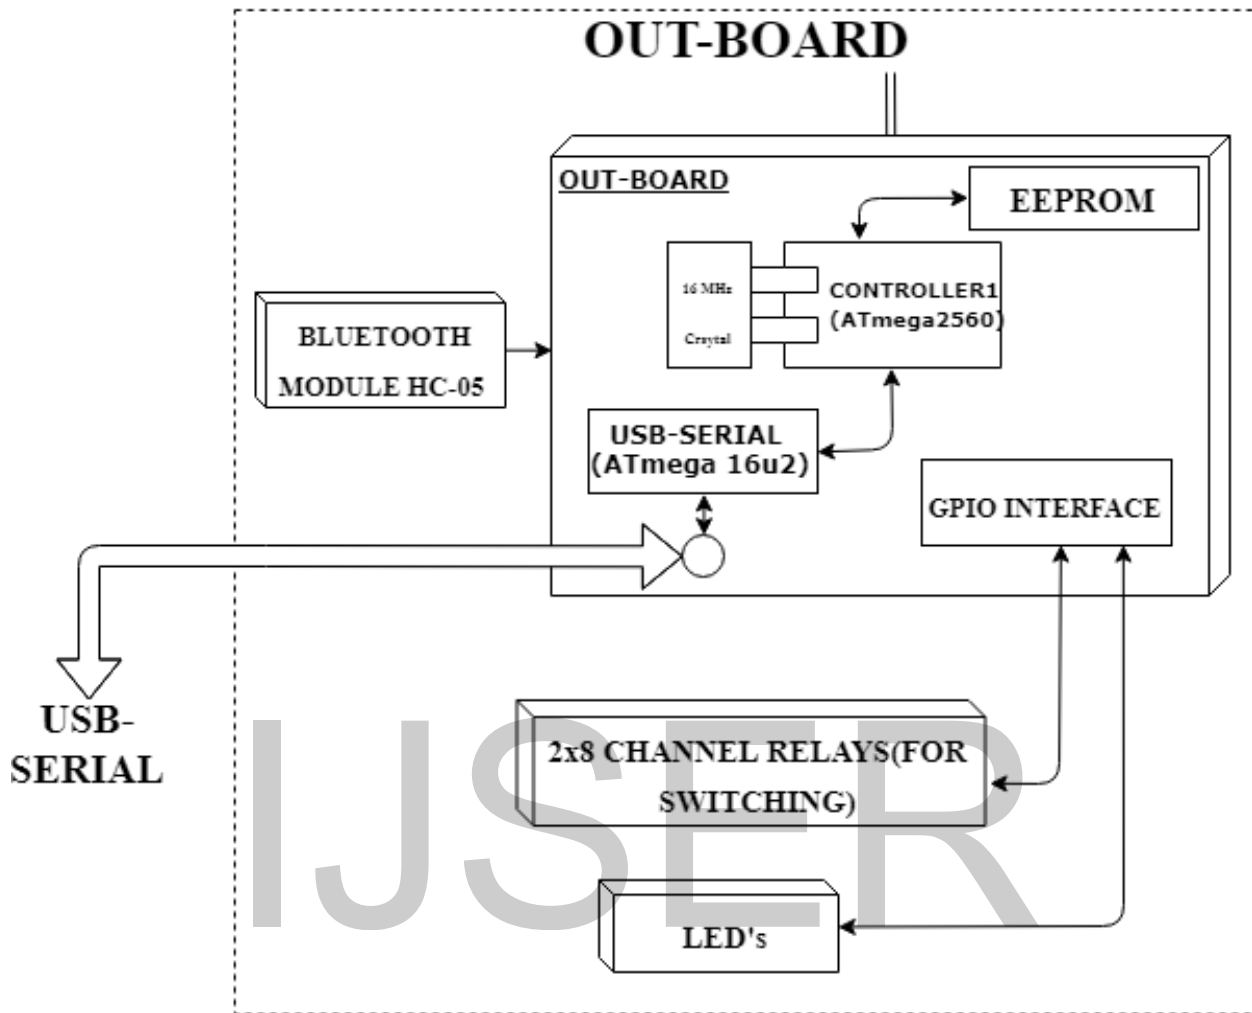 OUT-BOARD
OUT-BOARD
EEPROM
16 MHz
Crsytal
CONTROLLER1
(ATmega2560)
BLUETOOTH
MODULE HC-05
USB-SERIAL
(ATmega 16u2)
GPIO INTERFACE
USB-
SERIAL
2x8 CHANNEL RELAYS(FOR
SWITCHING)
LED's
IJSER